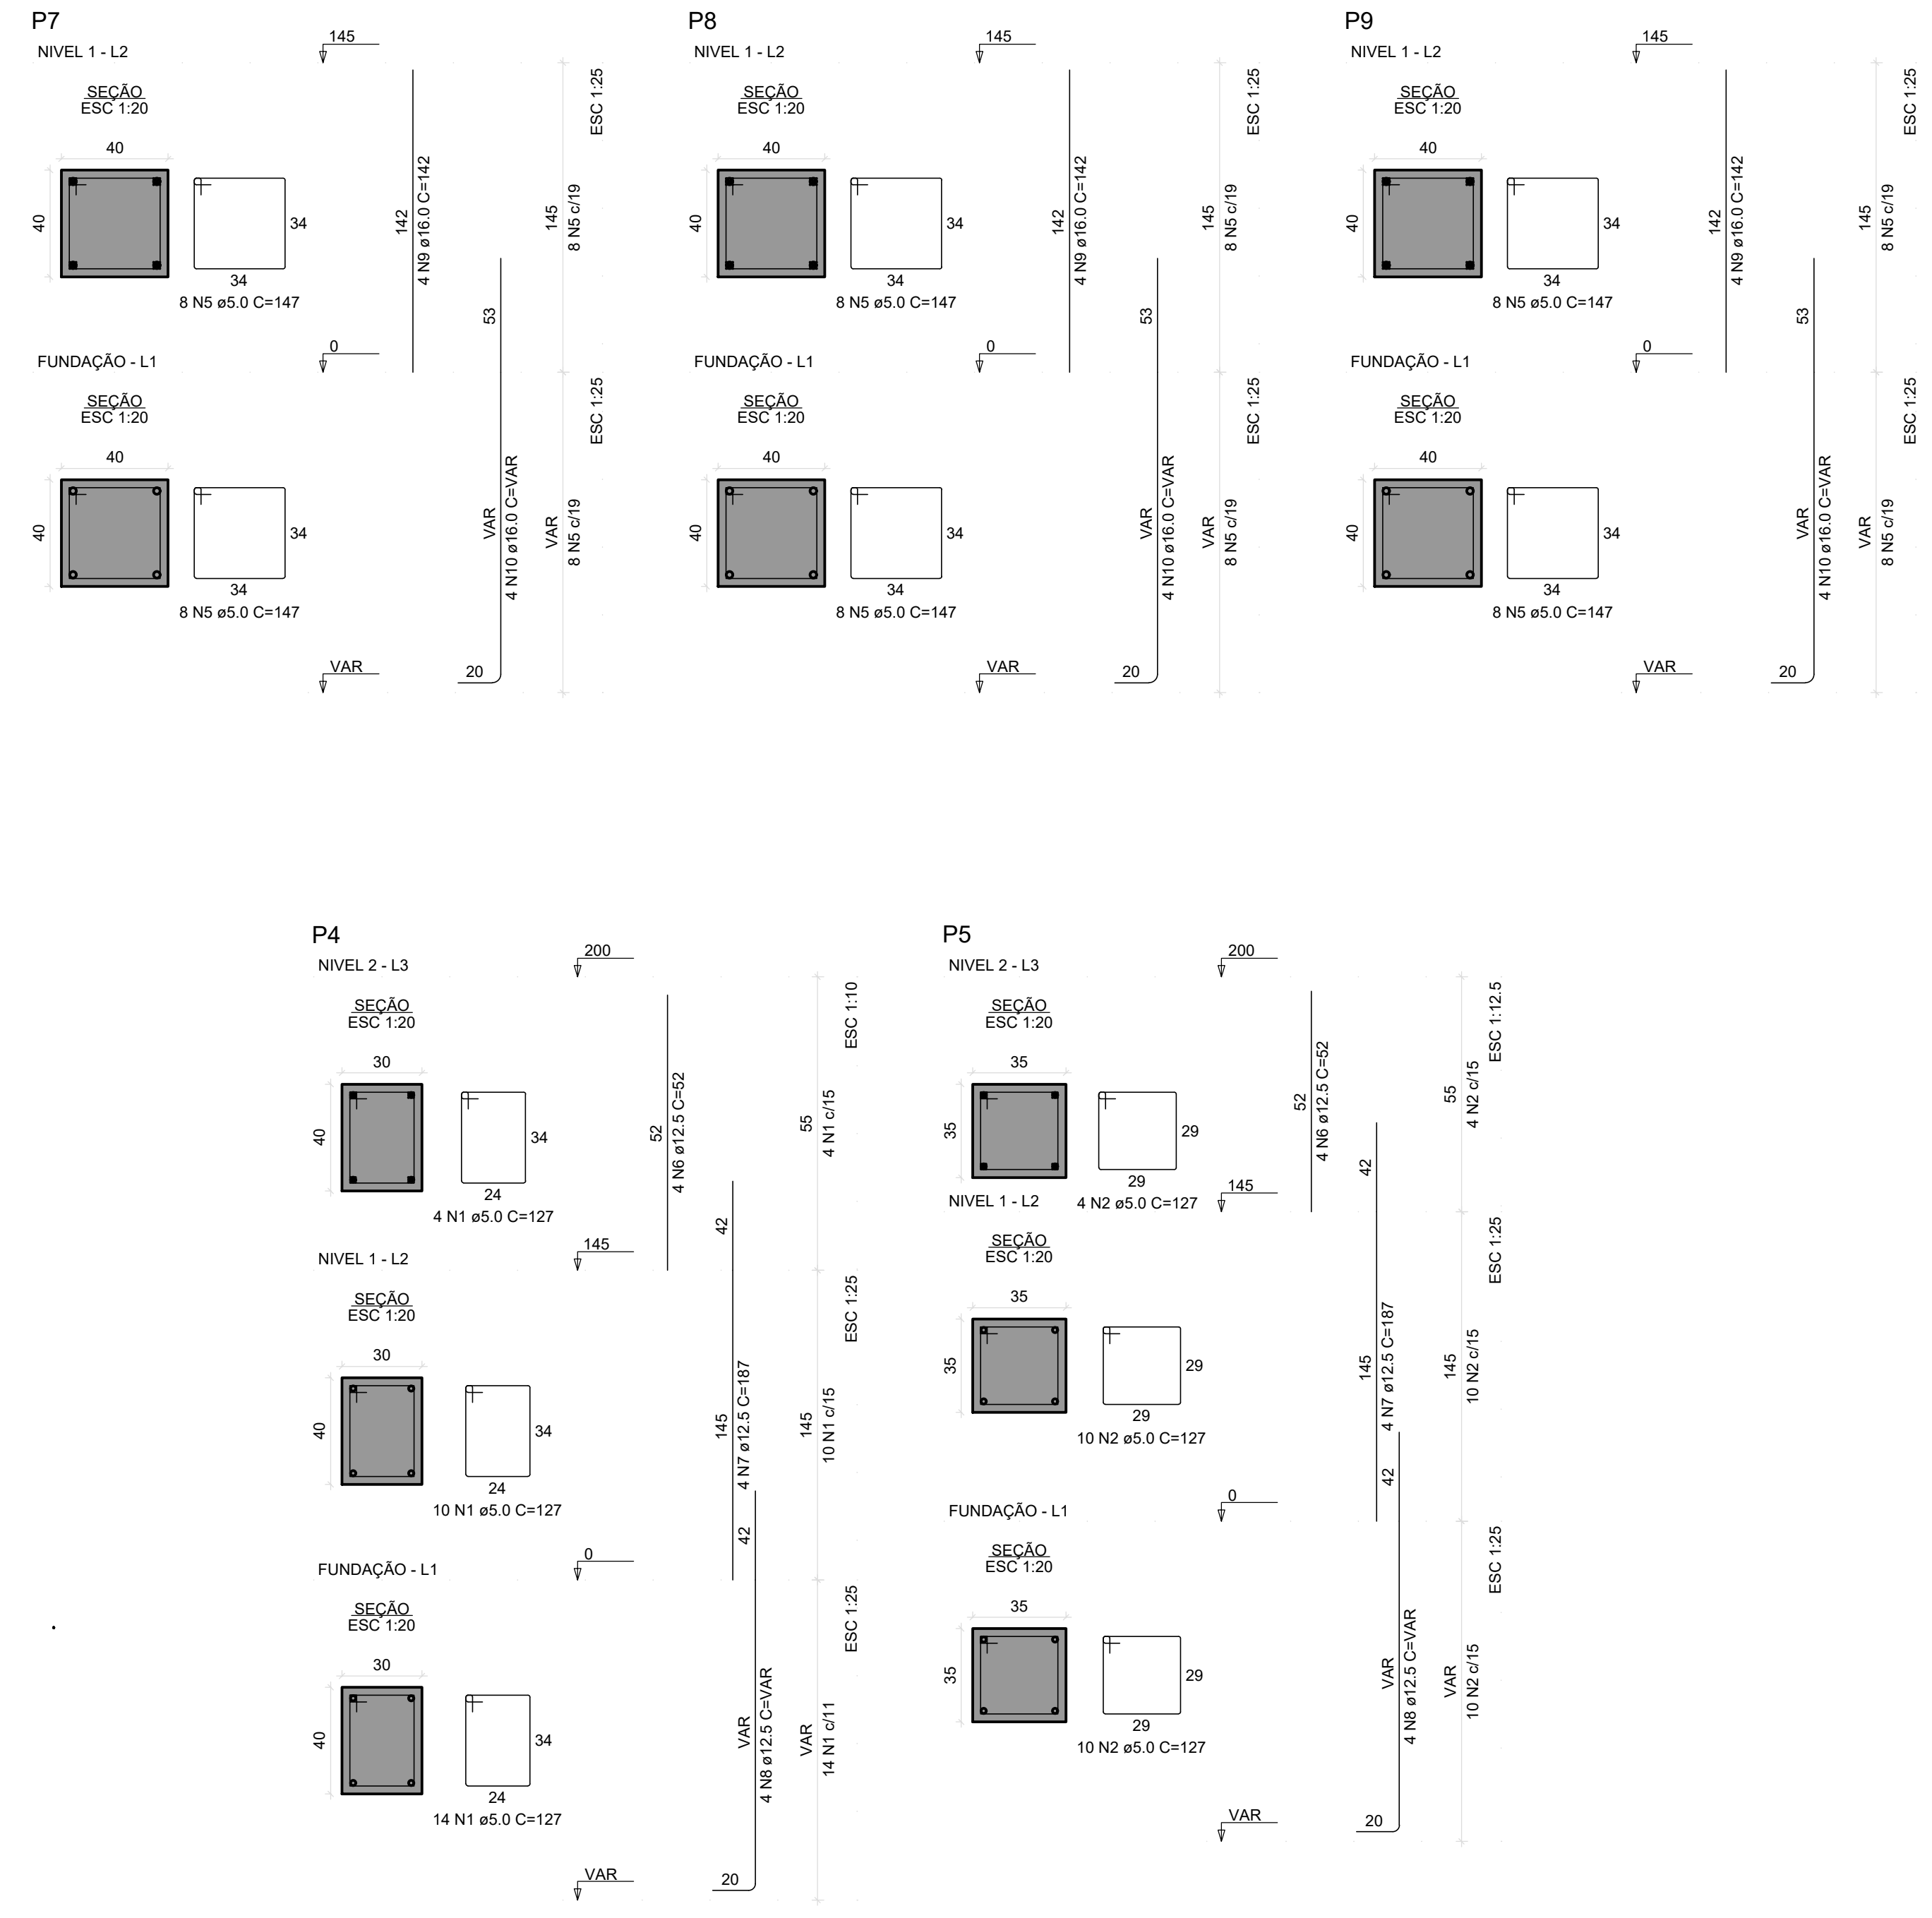 P7
NIVEL 1 - L2
145
SEÇÃO
ESC 1:20
40
40
34
34
8 N5 ø5.0 C=147
142
4 N9 ø16.0 C=142
53
145
8 N5 c/19
ESC 1:25
FUNDAÇÃO - L1
0
SEÇÃO
ESC 1:20
40
40
34
34
8 N5 ø5.0 C=147
VAR
4 N10 ø16.0 C=VAR
VAR
8 N5 c/19
ESC 1:25
VAR
20
P8
NIVEL 1 - L2
145
SEÇÃO
ESC 1:20
40
40
34
34
8 N5 ø5.0 C=147
142
4 N9 ø16.0 C=142
53
145
8 N5 c/19
ESC 1:25
FUNDAÇÃO - L1
0
SEÇÃO
ESC 1:20
40
40
34
34
8 N5 ø5.0 C=147
VAR
4 N10 ø16.0 C=VAR
VAR
8 N5 c/19
ESC 1:25
VAR
20
P9
NIVEL 1 - L2
145
SEÇÃO
ESC 1:20
40
40
34
34
8 N5 ø5.0 C=147
142
4 N9 ø16.0 C=142
53
145
8 N5 c/19
ESC 1:25
FUNDAÇÃO - L1
0
SEÇÃO
ESC 1:20
40
40
34
34
8 N5 ø5.0 C=147
VAR
4 N10 ø16.0 C=VAR
VAR
8 N5 c/19
ESC 1:25
VAR
20
P4
NIVEL 2 - L3
200
SEÇÃO
ESC 1:20
30
40
34
24
4 N1 ø5.0 C=127
52
4 N6 ø12.5 C=52
42
55
4 N1 c/15
ESC 1:10
NIVEL 1 - L2
145
SEÇÃO
ESC 1:20
30
40
34
24
10 N1 ø5.0 C=127
145
4 N7 ø12.5 C=187
42
145
10 N1 c/15
ESC 1:25
FUNDAÇÃO - L1
0
SEÇÃO
ESC 1:20
30
40
34
24
14 N1 ø5.0 C=127
VAR
4 N8 ø12.5 C=VAR
VAR
14 N1 c/11
ESC 1:25
VAR
20
P5
NIVEL 2 - L3
200
SEÇÃO
ESC 1:20
35
35
29
29
4 N2 ø5.0 C=127
52
4 N6 ø12.5 C=52
42
55
4 N2 c/15
ESC 1:12.5
NIVEL 1 - L2
145
SEÇÃO
ESC 1:20
35
35
29
29
10 N2 ø5.0 C=127
145
4 N7 ø12.5 C=187
42
145
10 N2 c/15
ESC 1:25
FUNDAÇÃO - L1
0
SEÇÃO
ESC 1:20
35
35
29
29
10 N2 ø5.0 C=127
VAR
4 N8 ø12.5 C=VAR
VAR
10 N2 c/15
ESC 1:25
VAR
20